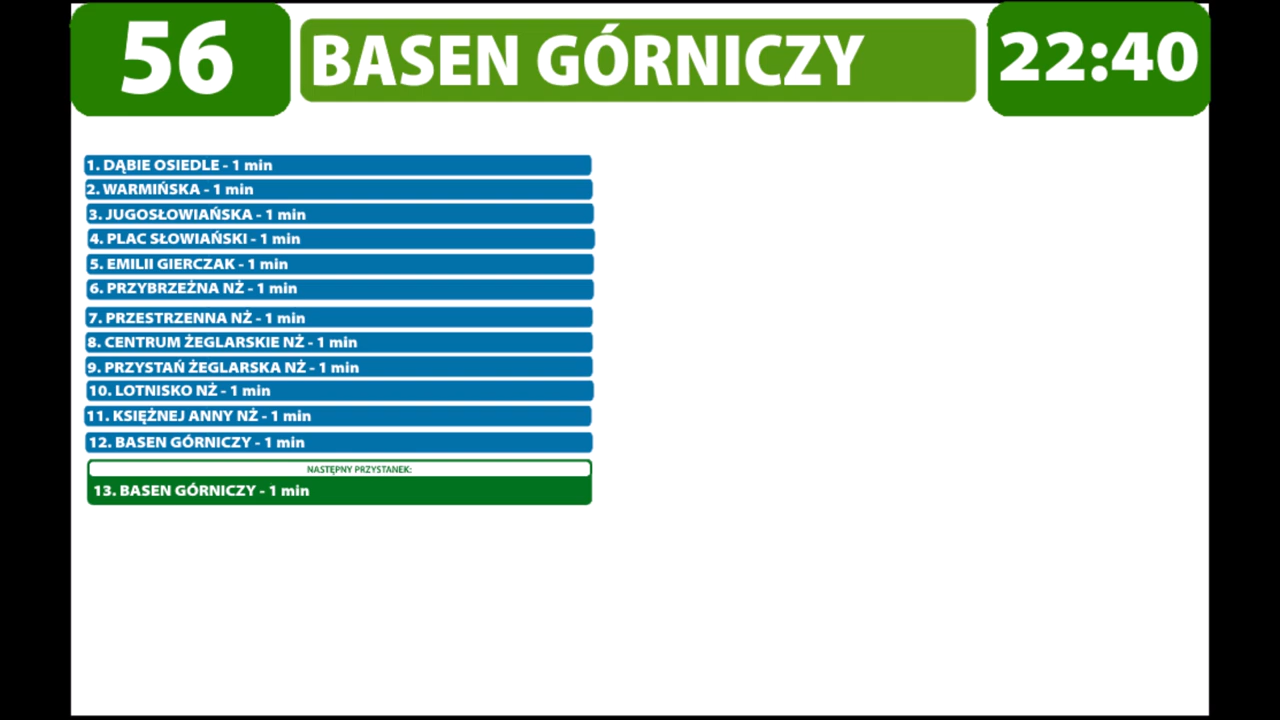 56
BASEN GÓRNICZY
22:40
1. DĄBIE OSIEDLE - 1 min
2. WARMIŃSKA - 1 min
3. JUGOSŁOWIAŃSKA - 1 min
4. PLAC SŁOWIAŃSKI - 1 min
5. EMILII GIERCZAK - 1 min
6. PRZYBRZEŻNA NŻ - 1 min
7. PRZESTRZENNA NŻ - 1 min
8. CENTRUM ŻEGLARSKIE NŻ - 1 min
9. PRZYSTAŃ ŻEGLARSKA NŻ - 1 min
10. LOTNISKO NŻ - 1 min
11. KSIĘŻNEJ ANNY NŻ - 1 min
12. BASEN GÓRNICZY - 1 min
NASTĘPNY PRZYSTANEK:
13. BASEN GÓRNICZY - 1 min